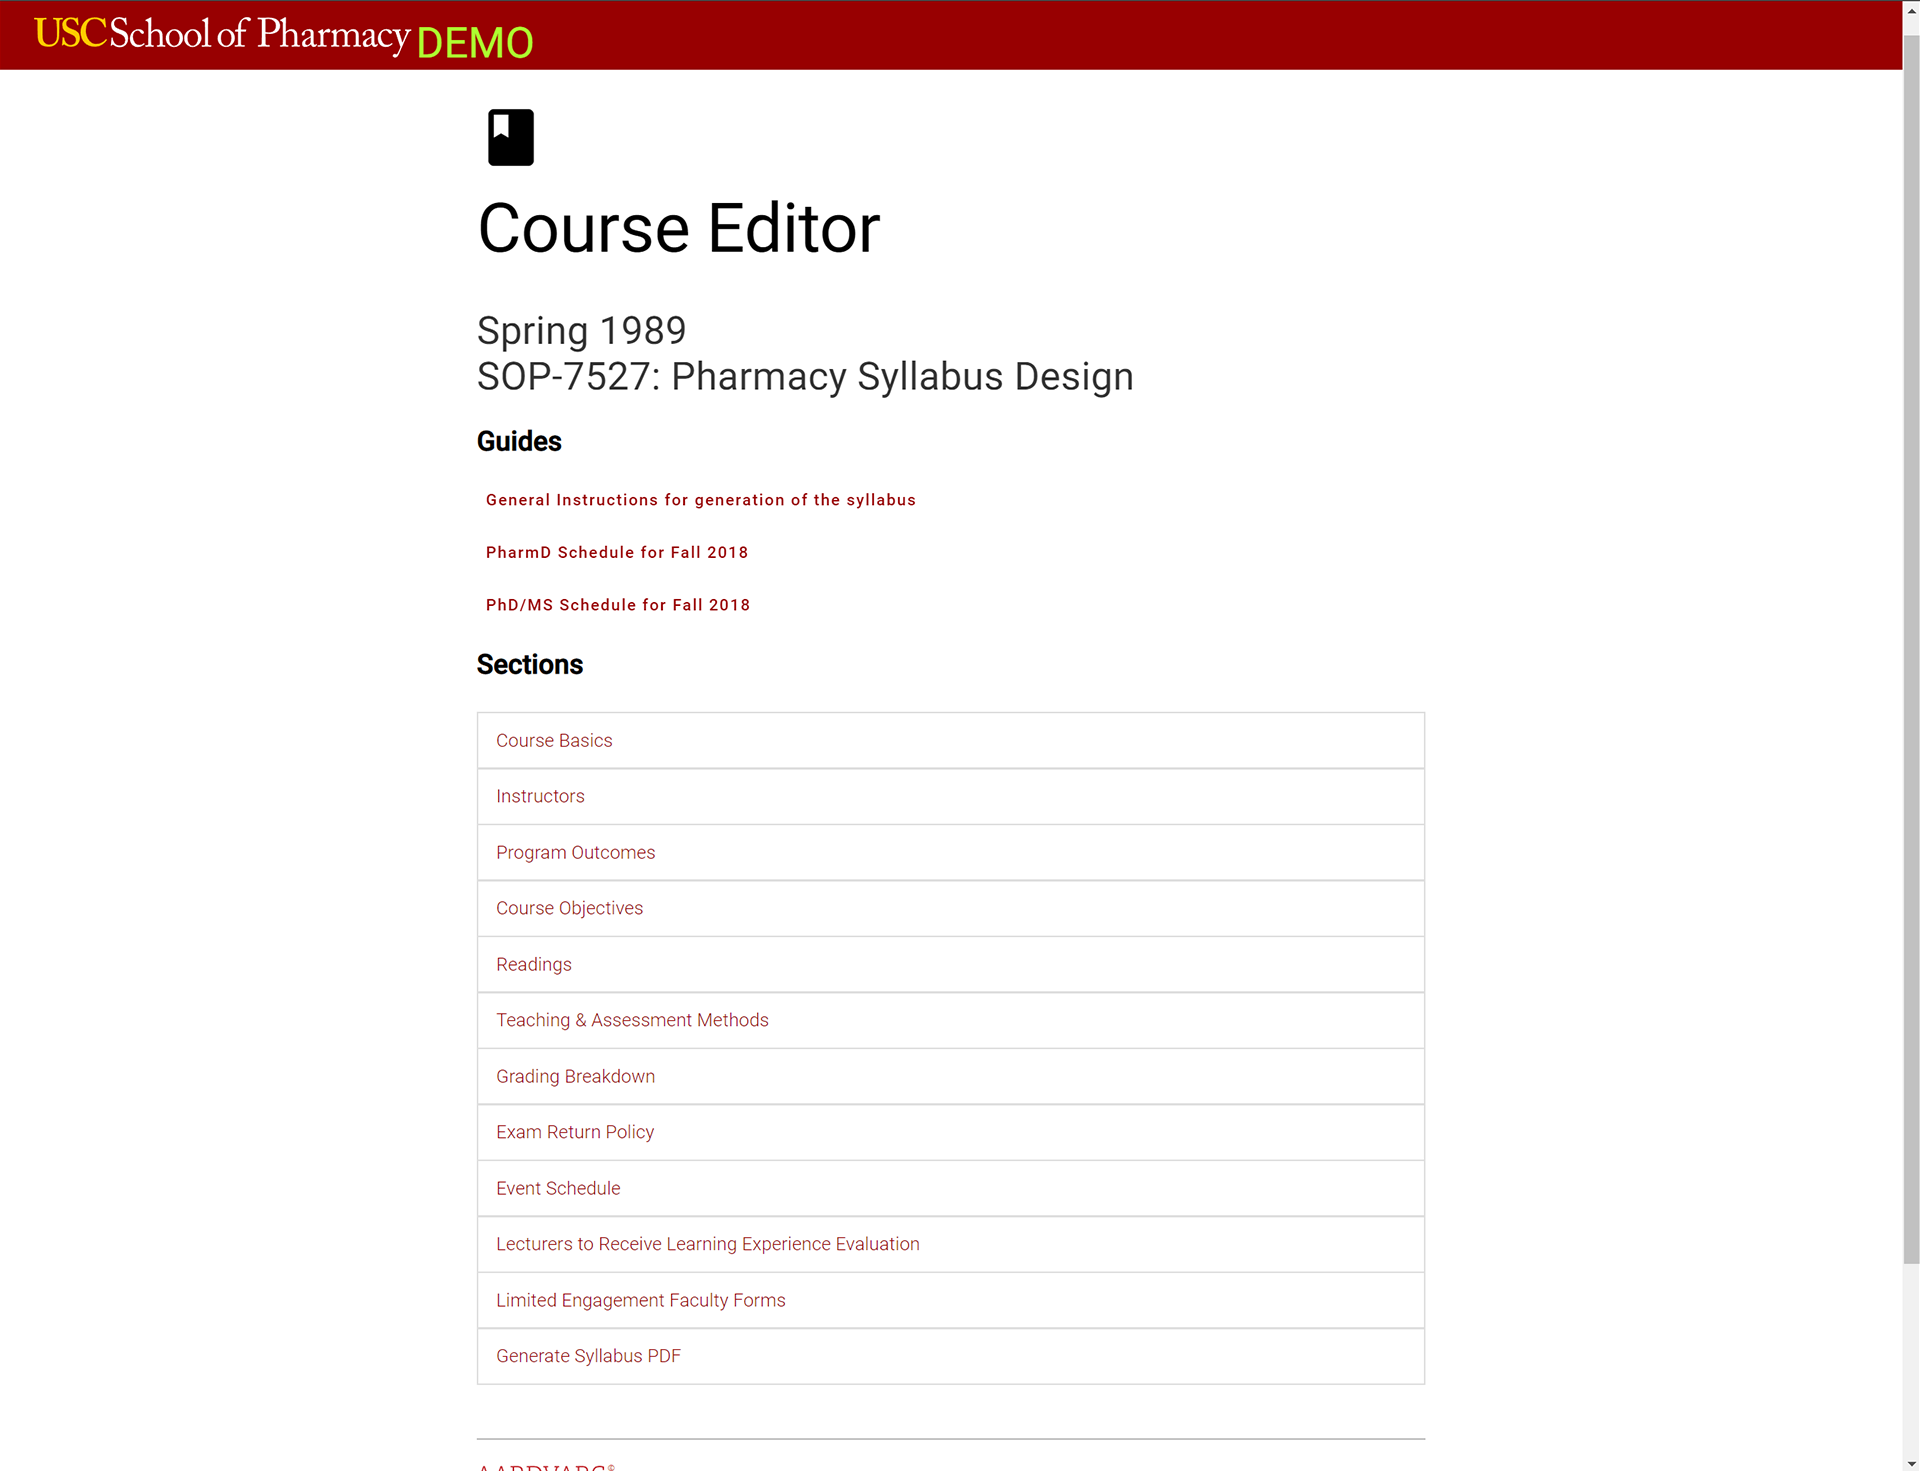 USC School of Pharmacy DEMO
Course Editor
Spring 1989
SOP-7527: Pharmacy Syllabus Design
Guides
General Instructions for generation of the syllabus
PharmD Schedule for Fall 2018
PhD/MS Schedule for Fall 2018
Sections
Course Basics
Instructors
Program Outcomes
Course Objectives
Readings
Teaching & Assessment Methods
Grading Breakdown
Exam Return Policy
Event Schedule
Lecturers to Receive Learning Experience Evaluation
Limited Engagement Faculty Forms
Generate Syllabus PDF